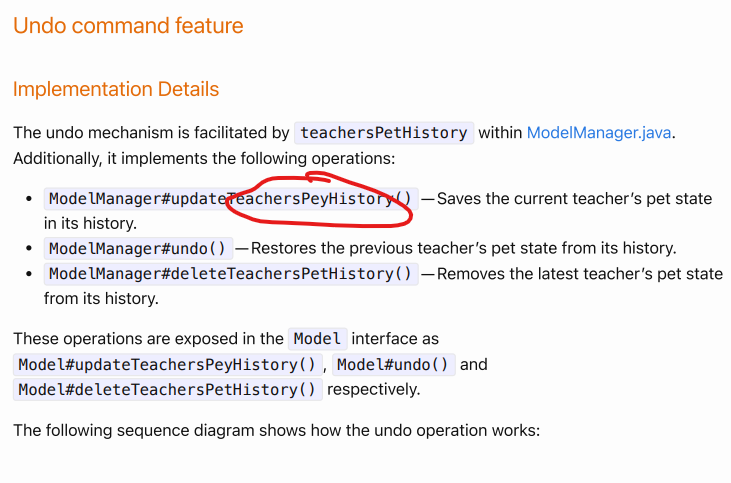 Undo command feature
Implementation Details
The undo mechanism is facilitated by teachersPetHistory within ModelManager.java.
Additionally, it implements the following operations:
• ModelManager#updateTeachersPeyHistory() — Saves the current teacher’s pet state
in its history.
• ModelManager#undo() — Restores the previous teacher’s pet state from its history.
• ModelManager#deleteTeachersPetHistory() — Removes the latest teacher’s pet state
from its history.
These operations are exposed in the Model interface as
Model#updateTeachersPeyHistory(), Model#undo() and
Model#deleteTeachersPetHistory() respectively.
The following sequence diagram shows how the undo operation works: